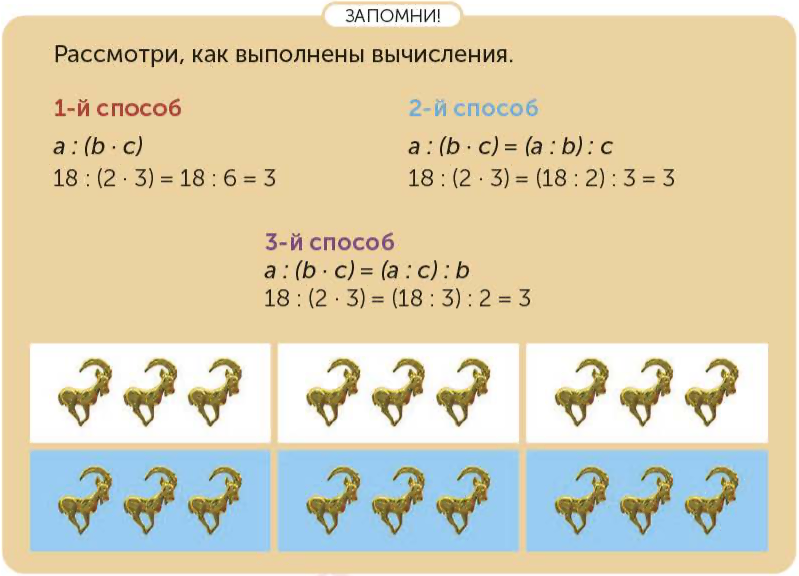 ЗАПОМНИ!
Рассмотри, как выполнены вычисления.
1-й способ
a : (b · c)
18 : (2 · 3) = 18 : 6 = 3
2-й способ
a : (b · c) = (a : b) : c
18 : (2 · 3) = (18 : 2) : 3 = 3
3-й способ
a : (b · c) = (a : c) : b
18 : (2 · 3) = (18 : 3) : 2 = 3